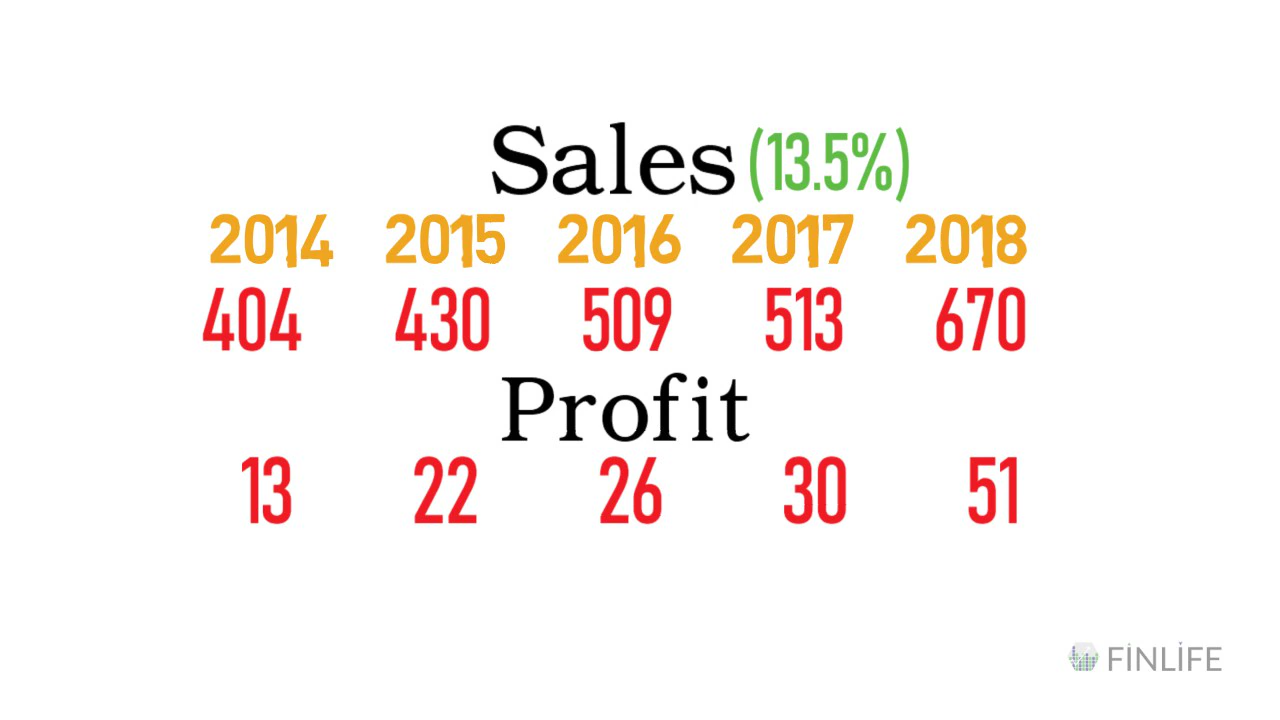 Sales (13.5%)
2014 2015 2016 2017 2018
404 430 509 513 670
Profit
13 22 26 30 51
FİNLİFE